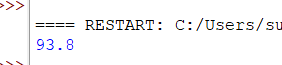 >>>
==== RESTART: C:/Users/su
93.8
>>>